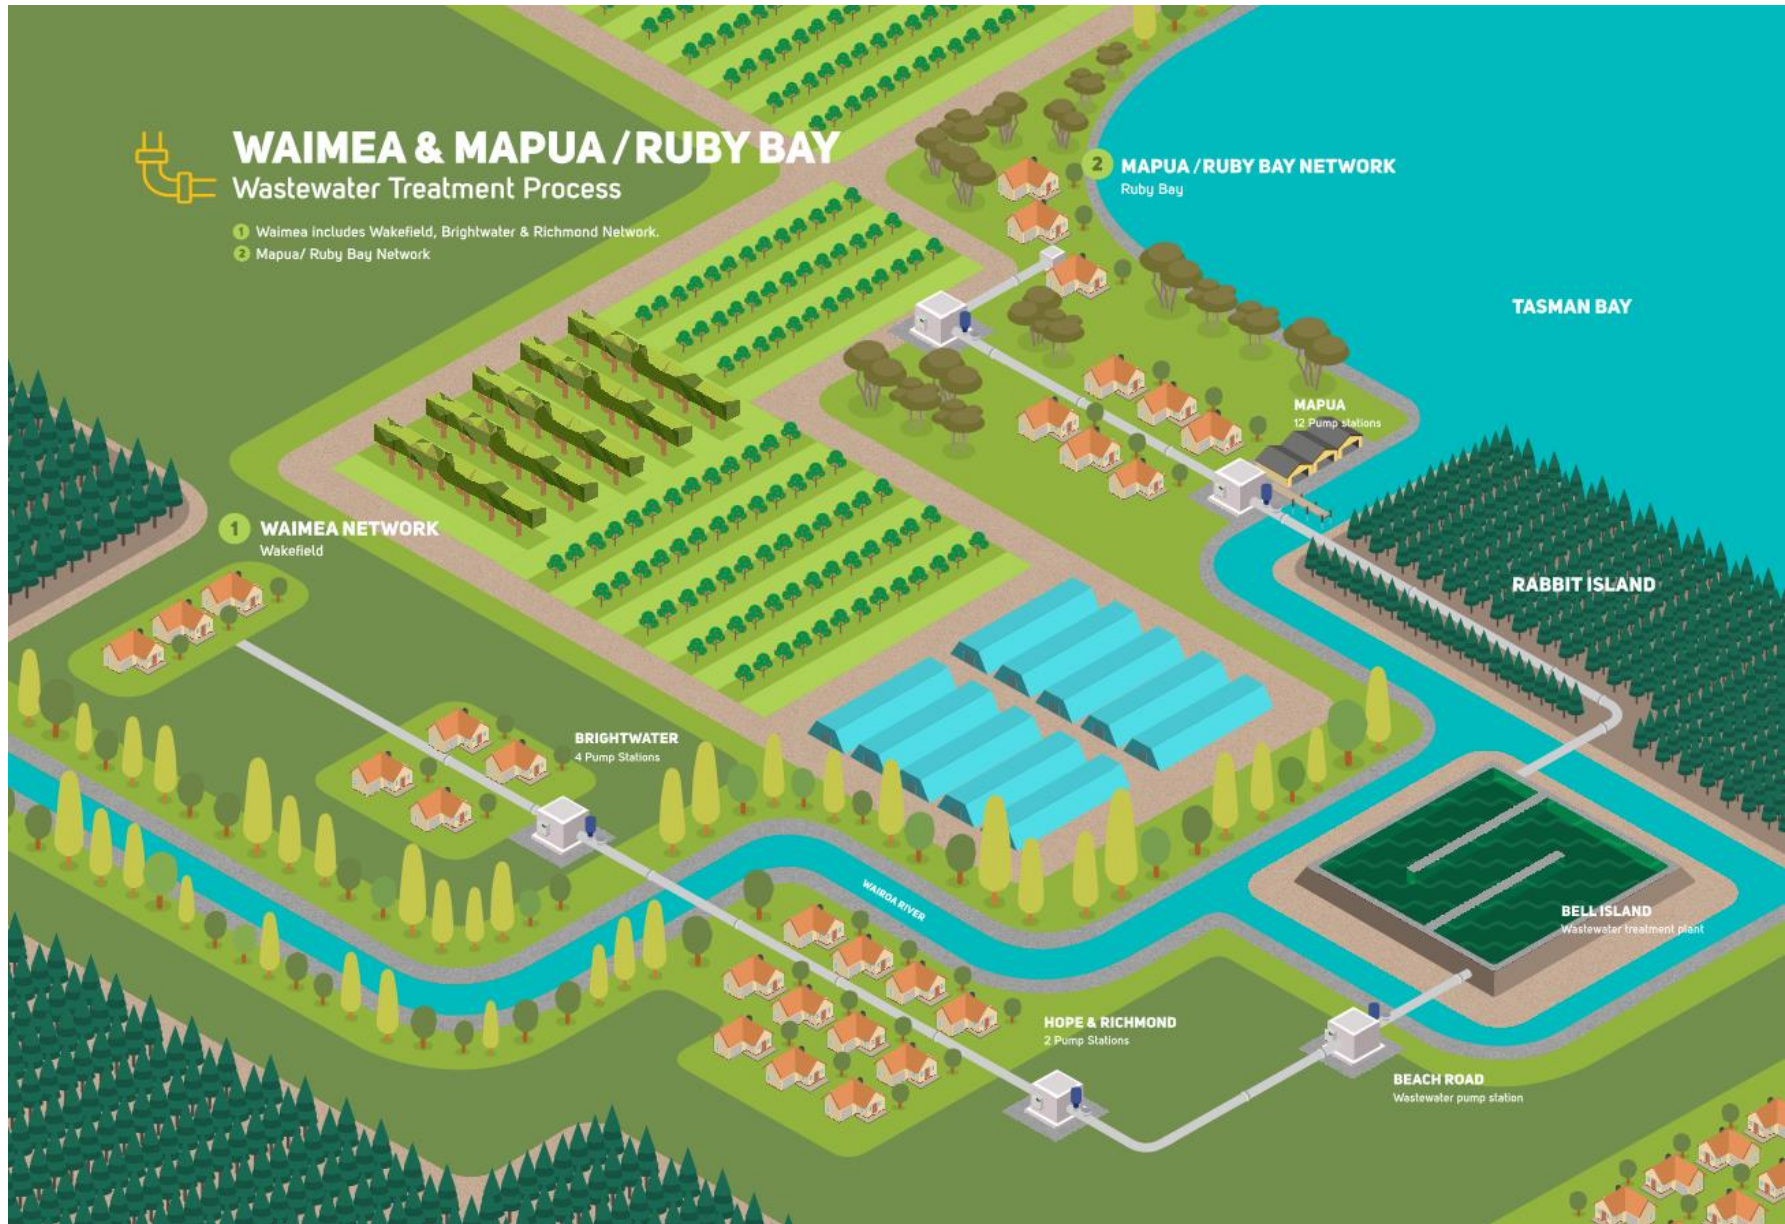 WAIMEA & MAPUA / RUBY BAY
Wastewater Treatment Process
1 Waimea includes Wakefield, Brightwater & Richmond Network.
2 Mapua/ Ruby Bay Network
2 MAPUA / RUBY BAY NETWORK
Ruby Bay
TASMAN BAY
MAPUA
12 Pump stations
RABBIT ISLAND
1 WAIMEA NETWORK
Wakefield
BRIGHTWATER
4 Pump Stations
WAIROA RIVER
BELL ISLAND
Wastewater treatment plant
HOPE & RICHMOND
2 Pump Stations
BEACH ROAD
Wastewater pump station